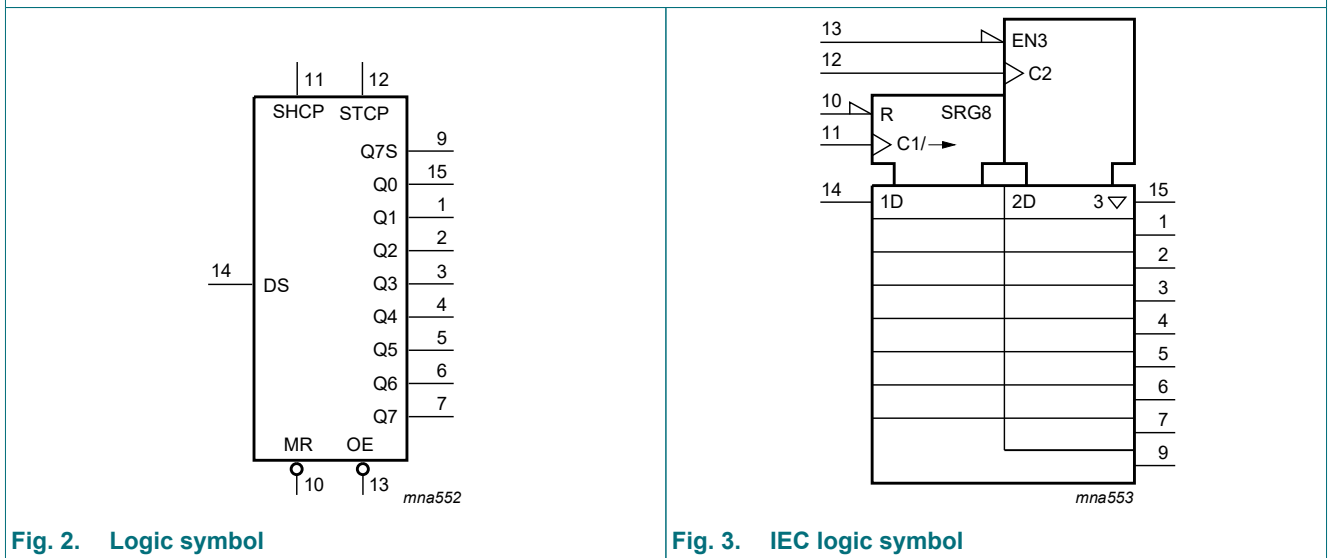 11 12
SHCP STCP
Q7S 9
Q0 15
Q1 1
Q2 2
Q3 3
14 DS
Q4 4
Q5 5
Q6 6
Q7 7
MR OE
10 13
mna552
Fig. 2. Logic symbol
13 EN3
12 C2
10 R SRG8
11 C1/
14 1D 2D 3 15
1
2
3
4
5
6
7
9
mna553
Fig. 3. IEC logic symbol